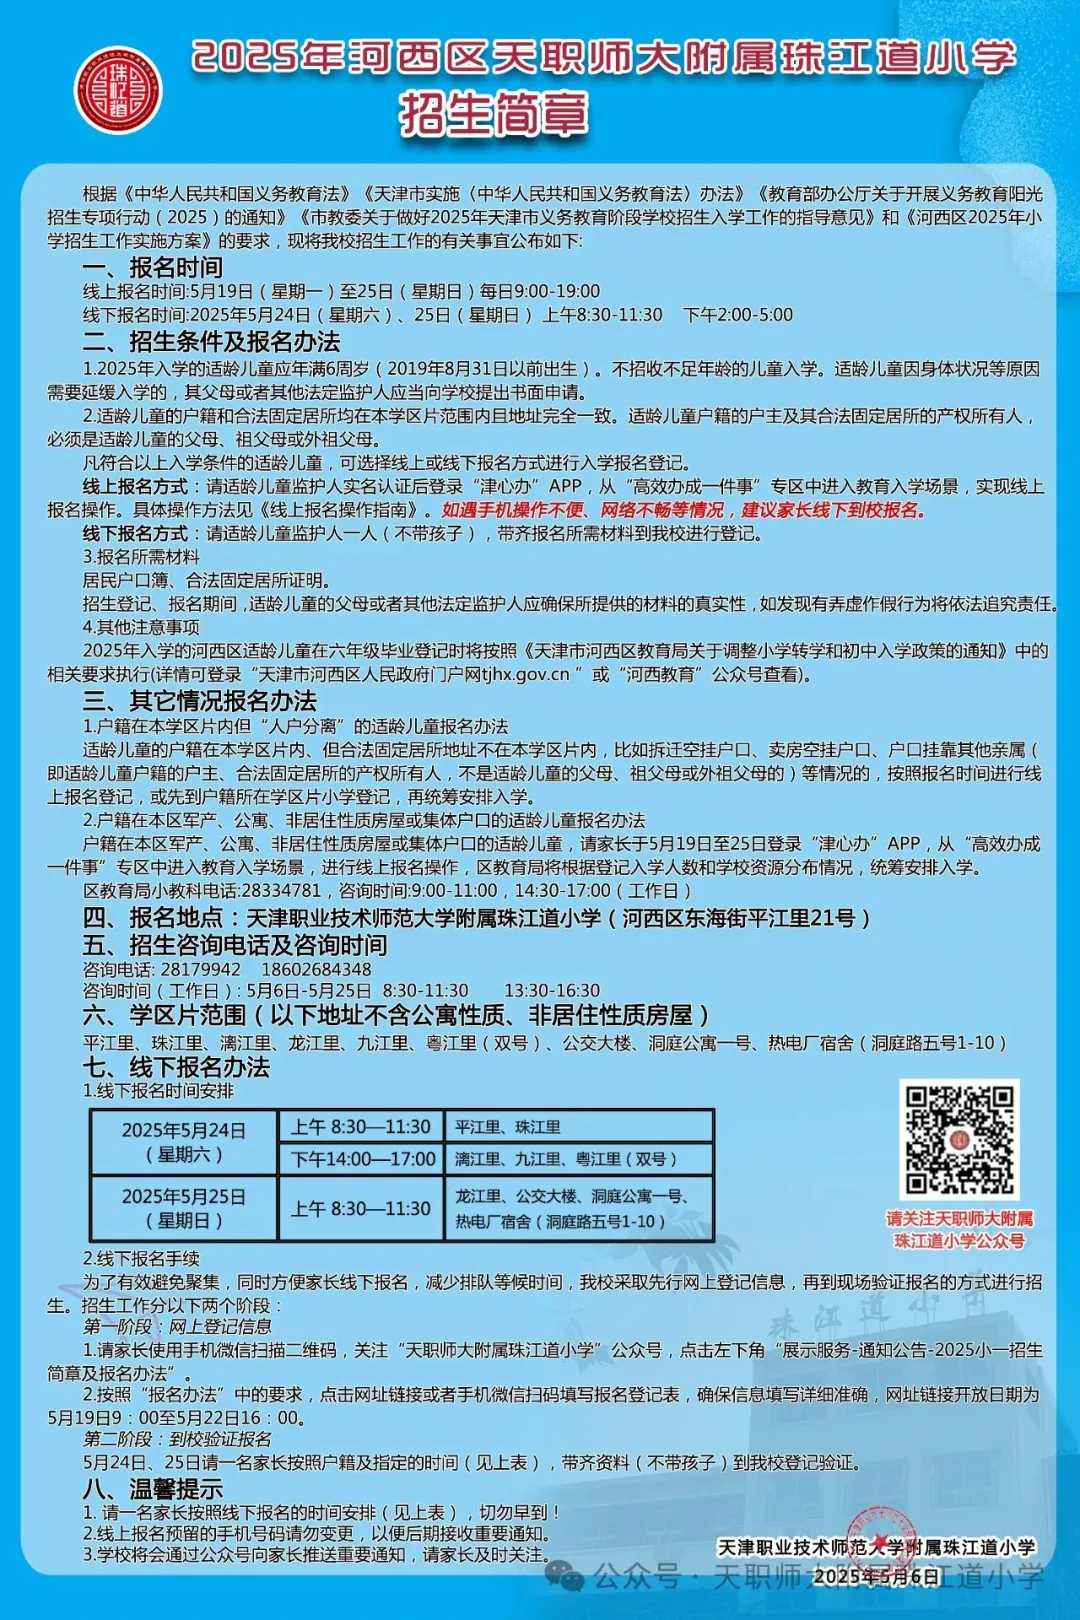 2025年河西区天职师大附属珠江道小学
招生简章
珠江道
根据《中华人民共和国义务教育法》《天津市实施〈中华人民共和国义务教育法〉办法》《教育部办公厅关于开展义务教育阳光
招生专项行动（2025）的通知》《市教委关于做好2025年天津市义务教育阶段学校招生入学工作的指导意见》和《河西区2025年小
学招生工作实施方案》的要求，现将我校招生工作的有关事宜公布如下:
一、报名时间
线上报名时间:5月19日（星期一）至25日（星期日）每日9:00-19:00
线下报名时间:2025年5月24日（星期六）、25日（星期日） 上午8:30-11:30 下午2:00-5:00
二、招生条件及报名办法
1.2025年入学的适龄儿童应年满6周岁（2019年8月31日以前出生）。不招收不足年龄的儿童入学。适龄儿童因身体状况等原因
需要延缓入学的，其父母或者其他法定监护人应当向学校提出书面申请。
2.适龄儿童的户籍和合法固定居所均在本学区片范围内且地址完全一致。适龄儿童户籍的户主及其合法固定居所的产权所有人，
必须是适龄儿童的父母、祖父母或外祖父母。
凡符合以上入学条件的适龄儿童，可选择线上或线下报名方式进行入学报名登记。
线上报名方式：请适龄儿童监护人实名认证后登录“津心办”APP，从“高效办成一件事”专区中进入教育入学场景，实现线上
报名操作。具体操作方法见《线上报名操作指南》。如遇手机操作不便、网络不畅等情况，建议家长线下到校报名。
线下报名方式：请适龄儿童监护人一人（不带孩子），带齐报名所需材料到我校进行登记。
3.报名所需材料
居民户口簿、合法固定居所证明。
招生登记、报名期间，适龄儿童的父母或者其他法定监护人应确保所提供的材料的真实性，如发现有弄虚作假行为将依法追究责任。
4.其他注意事项
2025年入学的河西区适龄儿童在六年级毕业登记时将按照《天津市河西区教育局关于调整小学转学和初中入学政策的通知》中的
相关要求执行(详情可登录“天津市河西区人民政府门户网tjhx.gov.cn ”或“河西教育”公众号查看)。
三、其它情况报名办法
1.户籍在本学区片内但“人户分离”的适龄儿童报名办法
适龄儿童的户籍在本学区片内、但合法固定居所地址不在本学区片内，比如拆迁空挂户口、卖房空挂户口、户口挂靠其他亲属（
即适龄儿童户籍的户主、合法固定居所的产权所有人，不是适龄儿童的父母、祖父母或外祖父母的）等情况的，按照报名时间进行线
上报名登记，或先到户籍所在学区片小学登记，再统筹安排入学。
2.户籍在本区军产、公寓、非居住性质房屋或集体户口的适龄儿童报名办法
户籍在本区军产、公寓、非居住性质房屋或集体户口的适龄儿童，请家长于5月19日至25日登录“津心办”APP，从“高效办成
一件事”专区中进入教育入学场景，进行线上报名操作，区教育局将根据登记入学人数和学校资源分布情况，统筹安排入学。
区教育局小教科电话:28334781，咨询时间:9:00-11:00，14:30-17:00（工作日）
四、报名地点：天津职业技术师范大学附属珠江道小学（河西区东海街平江里21号）
五、招生咨询电话及咨询时间
咨询电话: 28179942 18602684348
咨询时间（工作日）: 5月6日-5月25日 8:30-11:30 13:30-16:30
六、学区片范围（以下地址不含公寓性质、非居住性质房屋）
平江里、珠江里、漓江里、龙江里、九江里、粤江里（双号）、公交大楼、洞庭公寓一号、热电厂宿舍（洞庭路五号1-10）
七、线下报名办法
1.线下报名时间安排
2025年5月24日
（星期六）
上午 8:30—11:30
平江里、珠江里
下午14:00—17:00
漓江里、九江里、粤江里（双号）
2025年5月25日
（星期日）
上午 8:30—11:30
龙江里、公交大楼、洞庭公寓一号、
热电厂宿舍（洞庭路五号1-10）
请关注天职师大附属
珠江道小学公众号
2.线下报名手续
为了有效避免聚集，同时方便家长线下报名，减少排队等候时间，我校采取先行网上登记信息，再到现场验证报名的方式进行招
生。招生工作分以下两个阶段：
第一阶段：网上登记信息
1.请家长使用手机微信扫描二维码，关注“天职师大附属珠江道小学”公众号，点击左下角“展示服务-通知公告-2025小一招生
简章及报名办法”。
2.按照“报名办法”中的要求，点击网址链接或者手机微信扫码填写报名登记表，确保信息填写详细准确，网址链接开放日期为
5月19日9：00至5月22日16：00。
第二阶段：到校验证报名
5月24日、25日请一名家长按照户籍及指定的时间（见上表），带齐资料（不带孩子）到我校登记验证。
珠江道小学
八、温馨提示
1. 请一名家长按照线下报名的时间安排（见上表），切勿早到！
2.线上报名预留的手机号码请勿变更，以便后期接收重要通知。
3.学校将会通过公众号向家长推送重要通知，请家长及时关注。
天津职业技术师范大学附属珠江道小学
2025年5月6日
公众号·天职师大附属珠江道小学